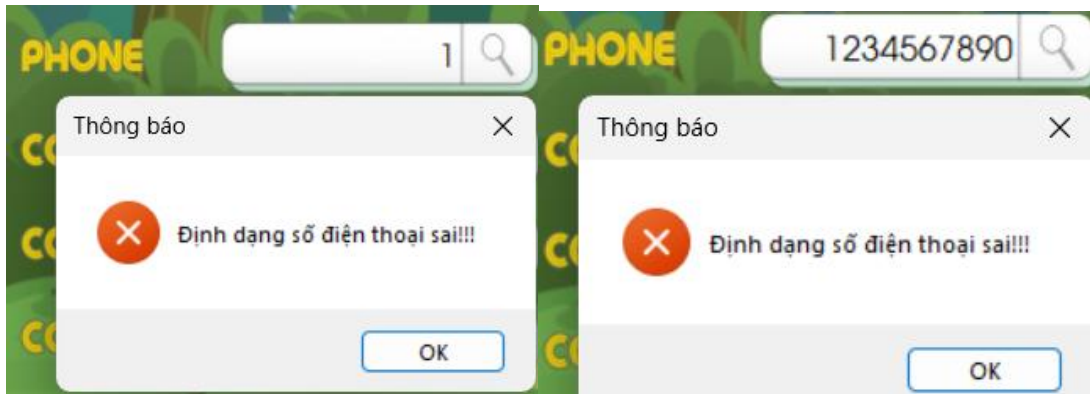 PHONE 1
Thông báo
Định dạng số điện thoại sai!!!
OK
PHONE 1234567890
Thông báo
Định dạng số điện thoại sai!!!
OK